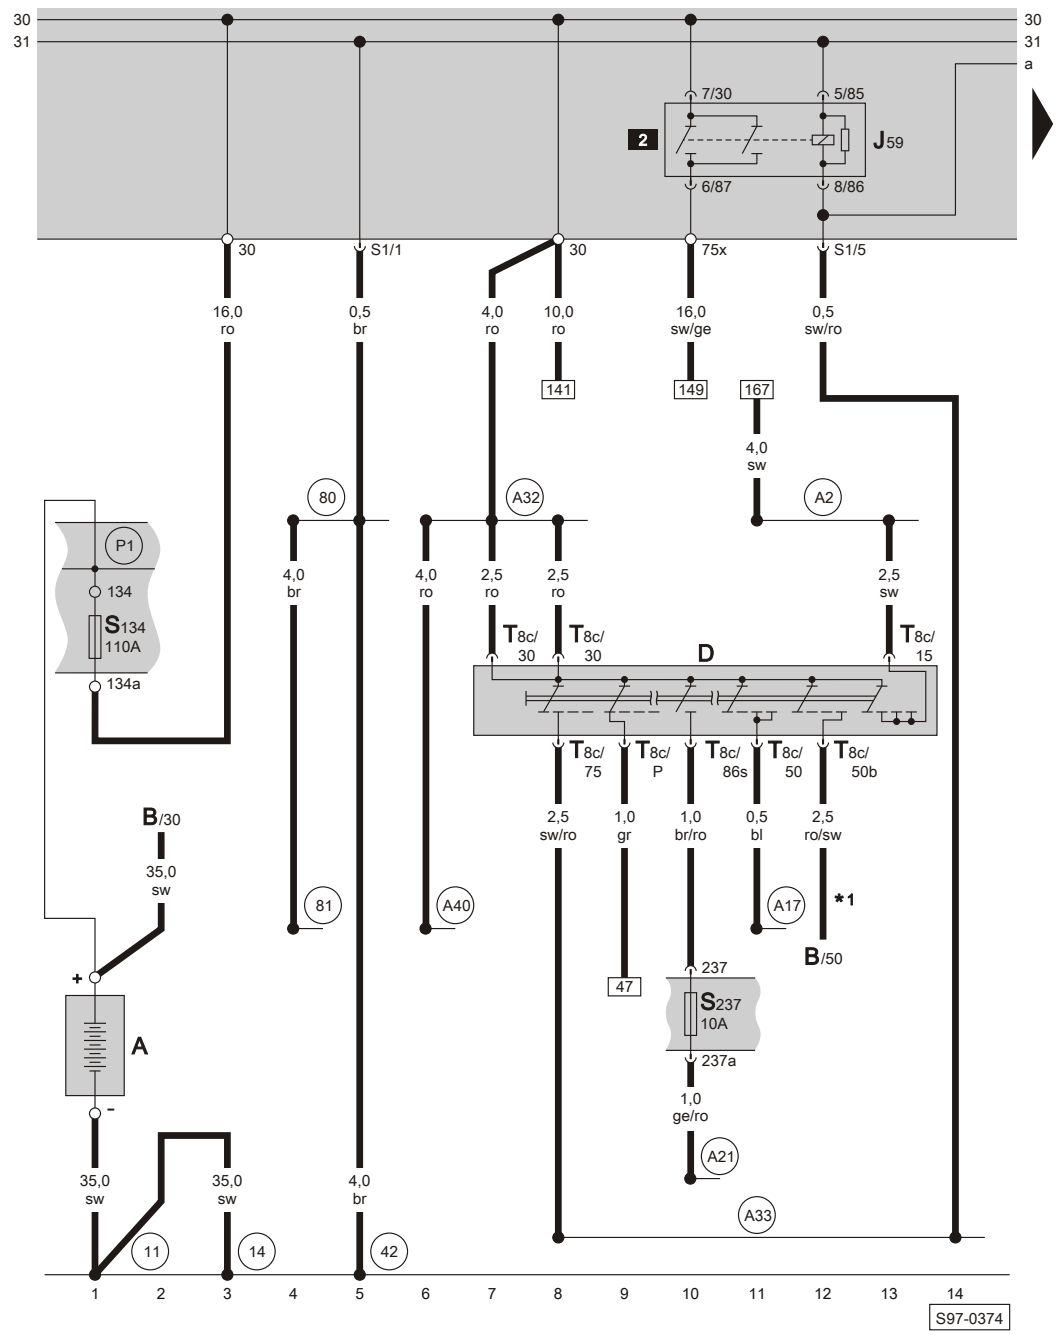 30 30
31 31
a
7/30 5/85
2 J59
6/87 8/86
30 S1/1 30 75x S1/5
16,0 0,5 4,0 10,0 16,0 0,5
ro br ro ro sw/ge sw/ro
141 149 167
4,0
sw
80 A32 A2
P1
4,0 4,0 2,5 2,5 2,5
br ro ro ro sw
134
S134
110A
T8c/ T8c/ T8c/
30 30 15
D
134a
T8c/ T8c/ T8c/ T8c/ T8c/
75 P 86s 50 50b
B/30
2,5 1,0 1,0 0,5 2,5
sw/ro gr br/ro bl ro/sw
35,0
sw
81 A40 A17 *1
B/50
+ 237
47
S237
10A
A
237a
-
1,0
ge/ro
A21
35,0 35,0 4,0
sw sw br
A33
11 14 42
1 2 3 4 5 6 7 8 9 10 11 12 13 14
S97-0374